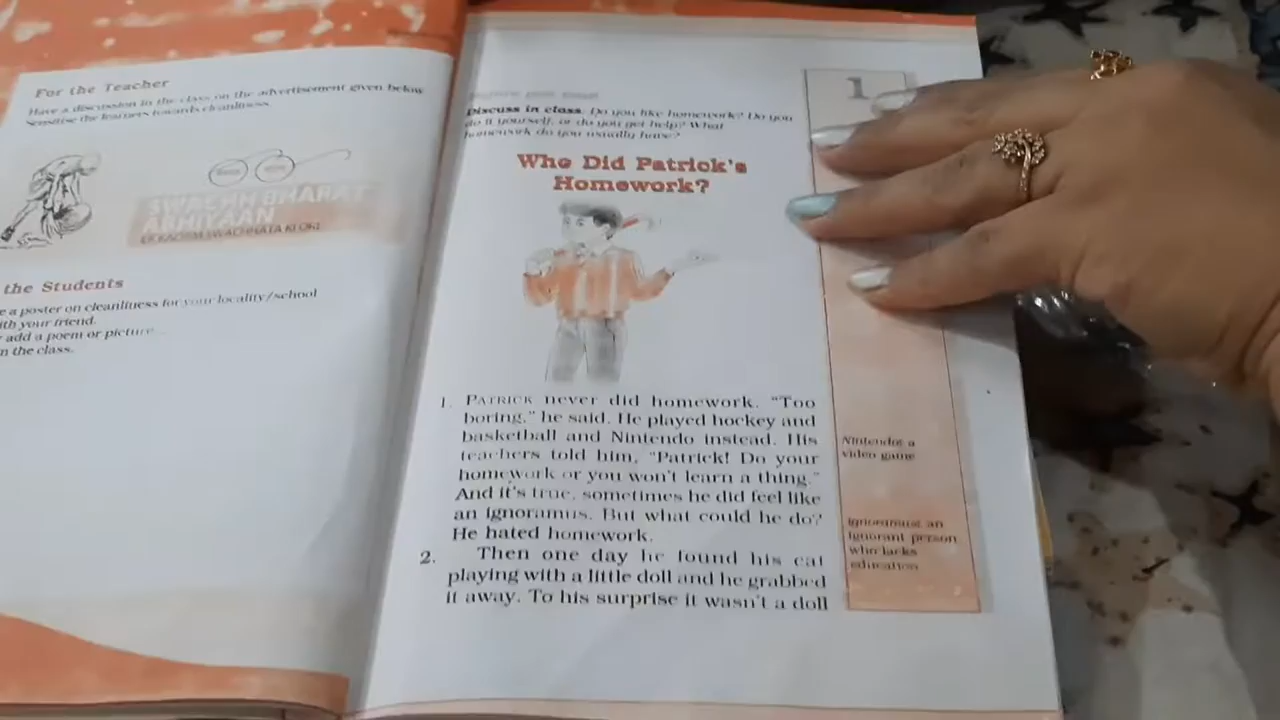 For the Teacher
Have a discussion in the class on the advertisement given below
Sensitise the learners towards cleanliness.
SWACHH BHARAT
ABHIYAAN
EK KADAM SWACHHATA KI OR
the Students
e a poster on cleanliness for your locality/school
ith your friend.
add a poem or picture
n the class.
1
Discuss in class. Do you like homework? Do you
do it yourself, or do you get help? What
homework do you usually have?
Who Did Patrick's
Homework?
1. PATRICK never did homework. “Too
boring,” he said. He played hockey and
basketball and Nintendo instead. His
teachers told him, “Patrick! Do your
homework or you won't learn a thing.”
And it's true, sometimes he did feel like
an ignoramus. But what could he do?
He hated homework.
2. Then one day he found his cat
playing with a little doll and he grabbed
it away. To his surprise it wasn't a doll
Nintendo: a
video game
ignoramus: an
ignorant person
who lacks
education